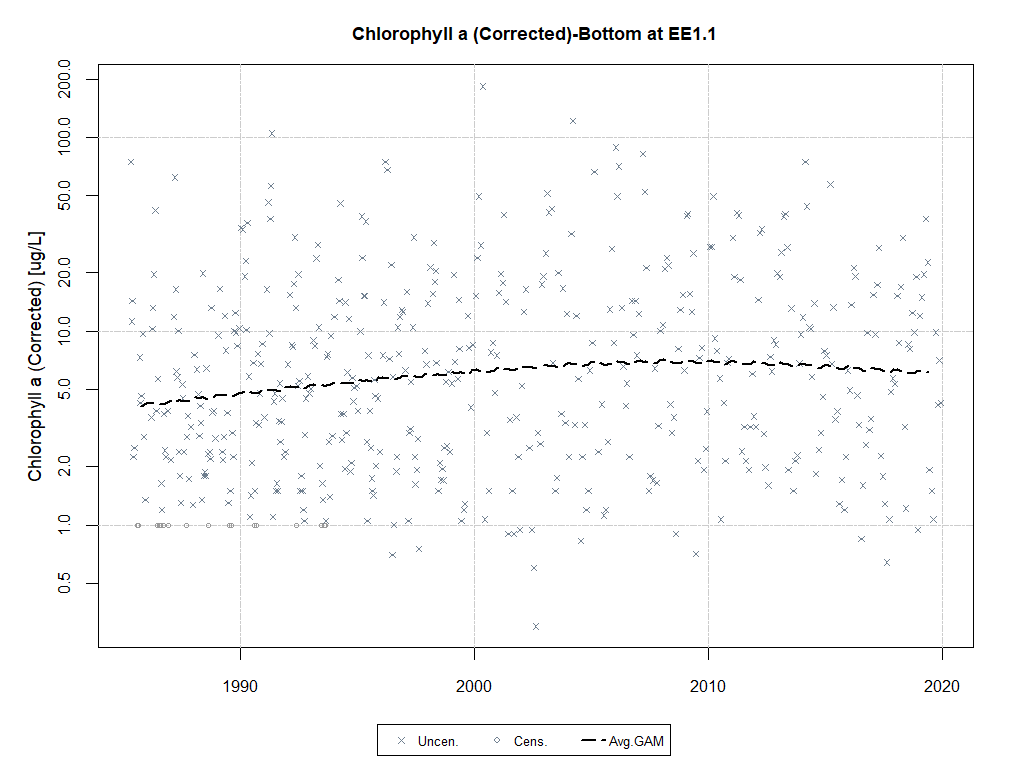 Chlorophyll a (Corrected)-Bottom at EE1.1
Chlorophyll a (Corrected) [ug/L]
200.0
100.0
50.0
20.0
10.0
5.0
2.0
1.0
0.5
1990 2000 2010 2020
Uncen. Cens. Avg.GAM